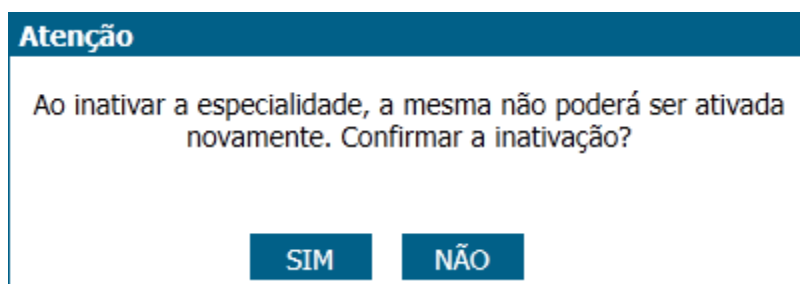 Atenção
Ao inativar a especialidade, a mesma não poderá ser ativada
novamente. Confirmar a inativação?
SIM
NÃO